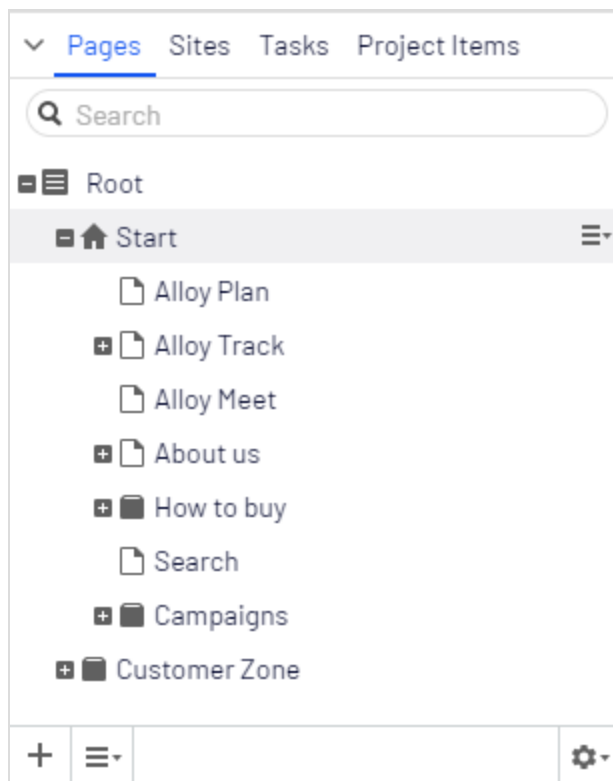 Pages Sites Tasks Project Items
Search
Root
Start
Alloy Plan
Alloy Track
Alloy Meet
About us
How to buy
Search
Campaigns
Customer Zone